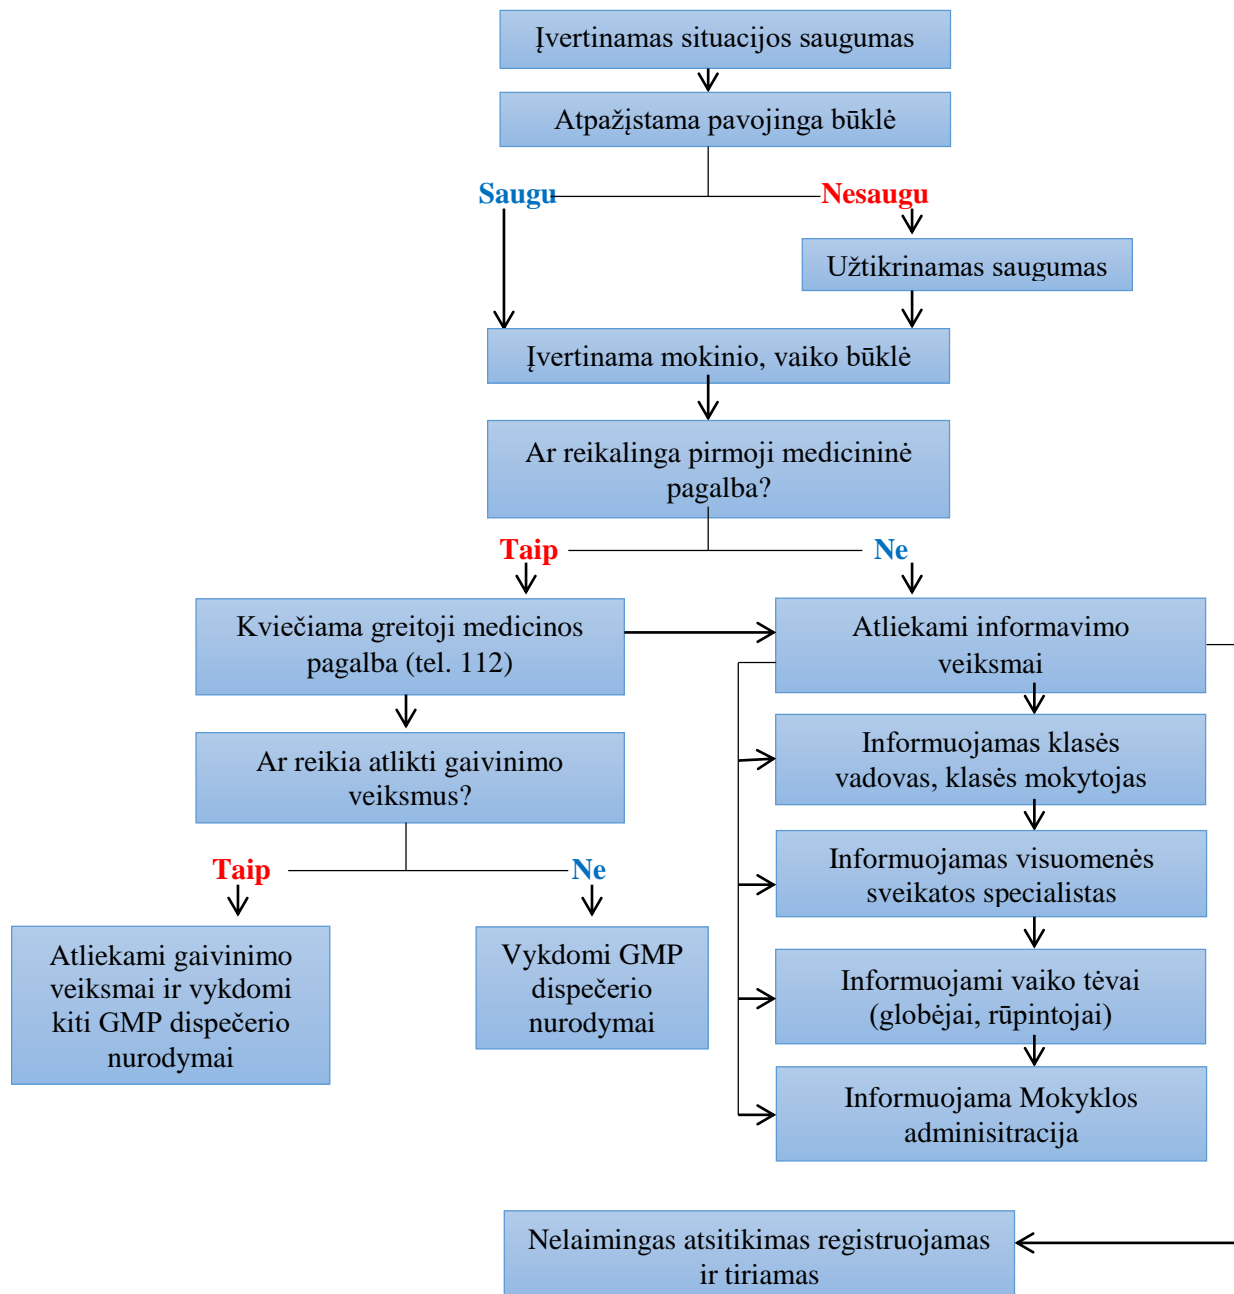 Įvertinamas situacijos saugumas
Atpažįstama pavojinga būklė
Saugu
Nesaugu
Užtikrinamas saugumas
Įvertinama mokinio, vaiko būklė
Ar reikalinga pirmoji medicininė
pagalba?
Taip
Ne
Kviečiama greitoji medicinos
pagalba (tel. 112)
Atliekami informavimo
veiksmai
Ar reikia atlikti gaivinimo
veiksmus?
Informuojamas klasės
vadovas, klasės mokytojas
Taip
Ne
Informuojamas visuomenės
sveikatos specialistas
Atliekami gaivinimo
veiksmai ir vykdomi
kiti GMP dispečerio
nurodymai
Vykdomi GMP
dispečerio
nurodymai
Informuojami vaiko tėvai
(globėjai, rūpintojai)
Informuojama Mokyklos
adminisitracija
Nelaimingas atsitikimas registruojamas
ir tiriamas